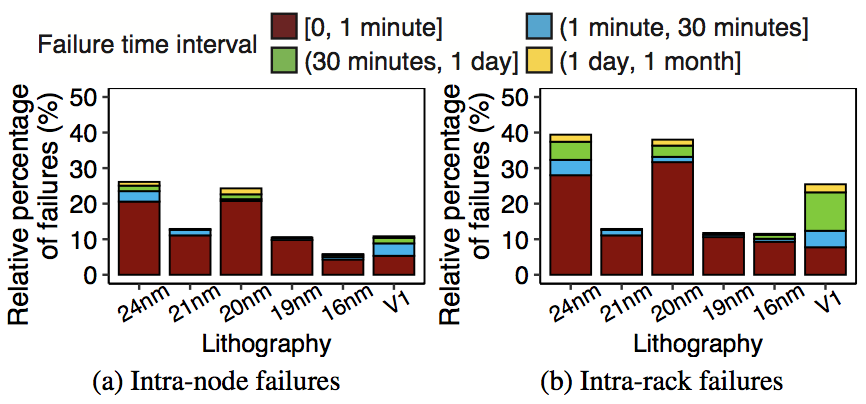 Failure time interval
[0, 1 minute]
(1 minute, 30 minutes]
(30 minutes, 1 day]
(1 day, 1 month]
Relative percentage
of failures (%)
50
40
30
20
10
0
24nm
21nm
20nm
19nm
16nm
V1
Lithography
(a) Intra-node failures
Relative percentage
of failures (%)
50
40
30
20
10
0
24nm
21nm
20nm
19nm
16nm
V1
Lithography
(b) Intra-rack failures